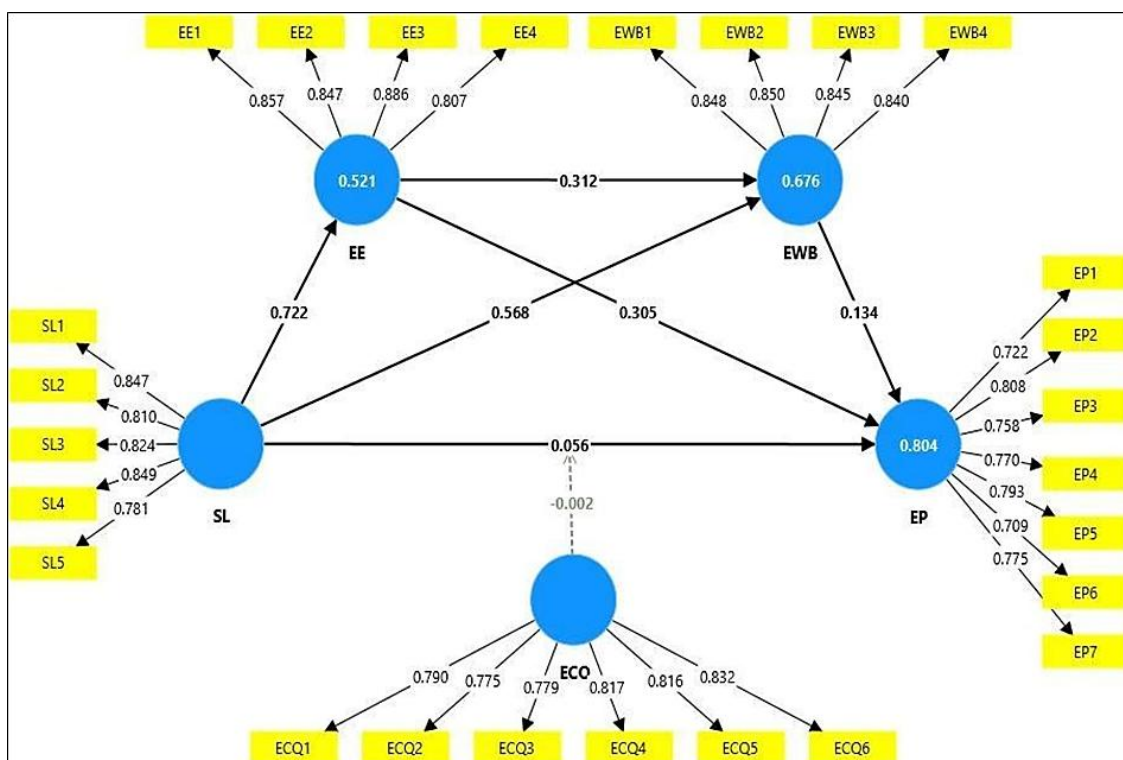 EE1 EE2 EE3 EE4 EWB1 EWB2 EWB3 EWB4
0.857 0.847 0.886 0.807 0.848 0.850 0.845 0.840
0.521 0.312 0.676
EE EWB
EP1
0.722 0.568 0.305 0.134
SL1
EP2
0.722
0.847
SL2
0.808
EP3
0.810
0.758
SL3 0.824 0.056 0.804
0.770 EP4
0.849
0.793
SL4
0.781
-0.002
0.709
SL SL5 EP
EP5
0.775
EP6
EP7
ECO
0.790 0.775 0.779 0.817 0.816 0.832
ECQ1 ECQ2 ECQ3 ECQ4 ECQ5 ECQ6